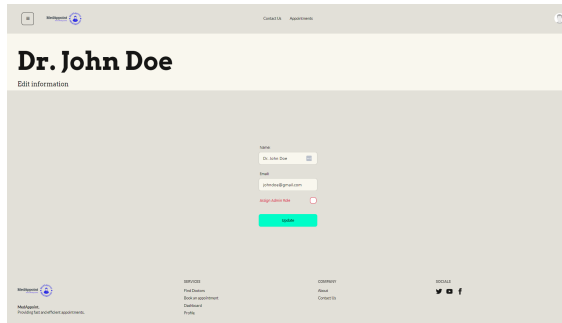 MedAppoint
Contact Us
Appointments
Dr. John Doe
Edit information
Name
Dr. John Doe
Email
johndoe@gmail.com
Assign Admin Role
Update
MedAppoint
MedAppoint.
Providing fast and efficient appointments.
SERVICES
Find Doctors
Book an appointment
Dashboard
Profile
COMPANY
About
Contact Us
SOCIALS